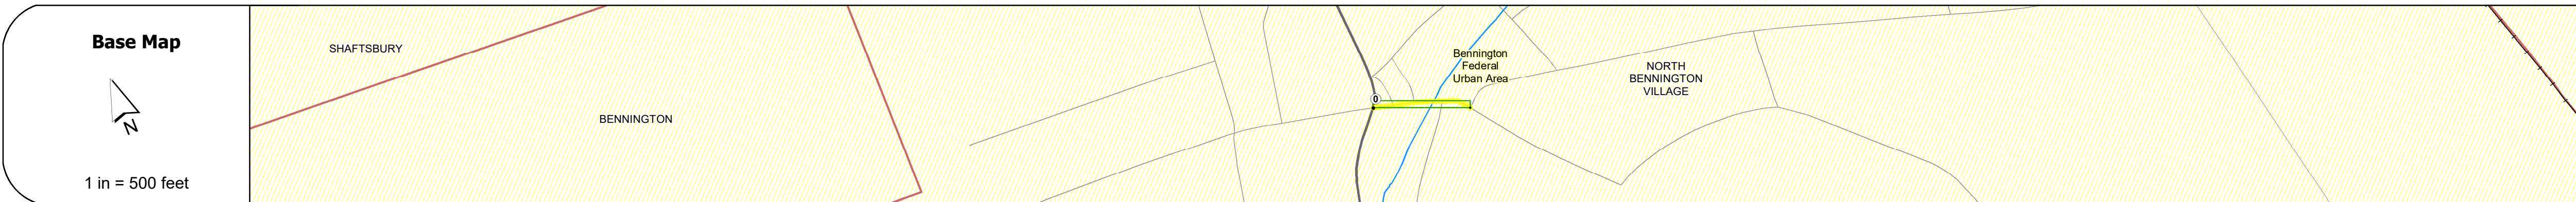 Base Map
N
1 in = 500 feet
SHAFTSBURY
BENNINGTON
0
Bennington
Federal
Urban Area
NORTH
BENNINGTON
VILLAGE